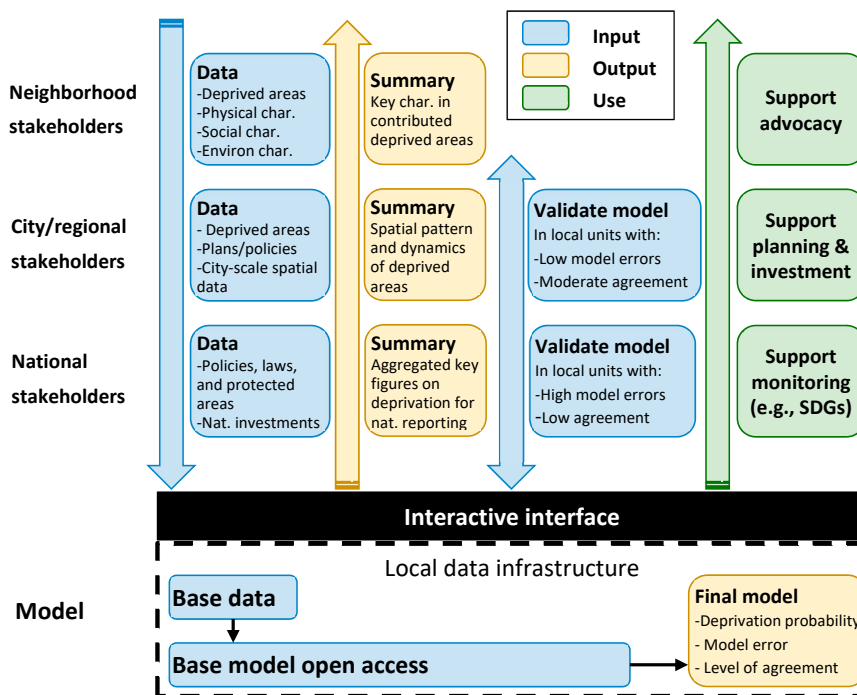 Input
Output
Use
Neighborhood
stakeholders
Data
-Deprived areas
-Physical char.
-Social char.
-Environ char.
Summary
Key char. in
contributed
deprived areas
Support
advocacy
City/regional
stakeholders
Data
- Deprived areas
- Plans/policies
-City-scale spatial
data
Summary
Spatial pattern
and dynamics
of deprived
areas
Validate model
In local units with:
-Low model errors
-Moderate agreement
Support
planning &
investment
National
stakeholders
Data
-Policies, laws,
and protected
areas
-Nat. investments
Summary
Aggregated key
figures on
deprivation for
nat. reporting
Validate model
In local units with:
-High model errors
-Low agreement
Support
monitoring
(e.g., SDGs)
Interactive interface
Local data infrastructure
Model
Base data
Base model open access
Final model
-Deprivation probability
- Model error
- Level of agreement